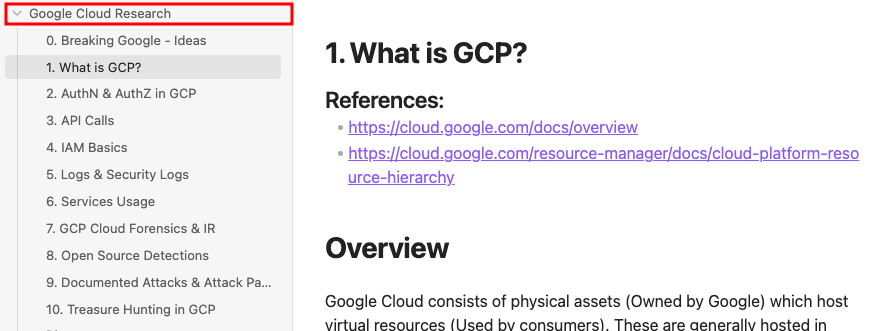 Google Cloud Research
0. Breaking Google - Ideas
1. What is GCP?
2. AuthN & AuthZ in GCP
3. API Calls
4. IAM Basics
5. Logs & Security Logs
6. Services Usage
7. GCP Cloud Forensics & IR
8. Open Source Detections
9. Documented Attacks & Attack Pa...
10. Treasure Hunting in GCP
1. What is GCP?
References:
https://cloud.google.com/docs/overview
https://cloud.google.com/resource-manager/docs/cloud-platform-reso
urce-hierarchy
Overview
Google Cloud consists of physical assets (Owned by Google) which host
virtual resources (Used by consumers). These are generally hosted in